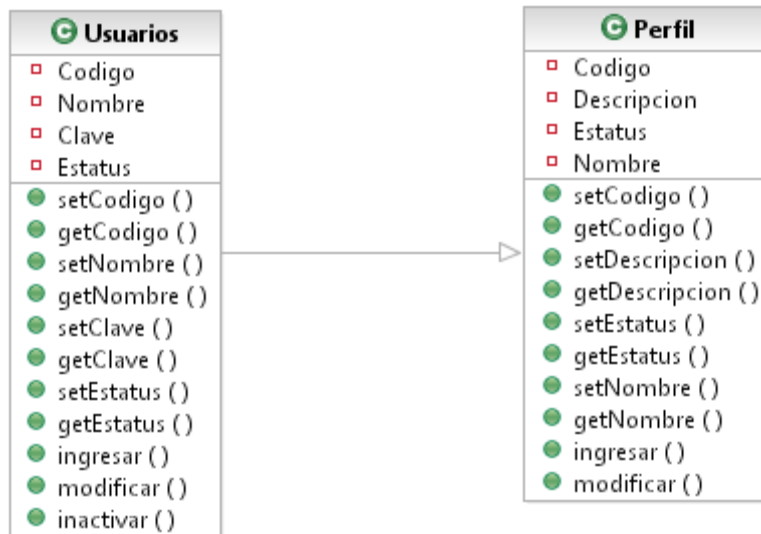 Usuarios
Codigo
Nombre
Clave
Estatus
setCodigo ( )
getCodigo ( )
setNombre ( )
getNombre ( )
setClave ( )
getClave ( )
setEstatus ( )
getEstatus ( )
ingresar ( )
modificar ( )
inactivar ( )
Perfil
Codigo
Descripcion
Estatus
Nombre
setCodigo ( )
getCodigo ( )
setDescripcion ( )
getDescripcion ( )
setEstatus ( )
getEstatus ( )
setNombre ( )
getNombre ( )
ingresar ( )
modificar ( )